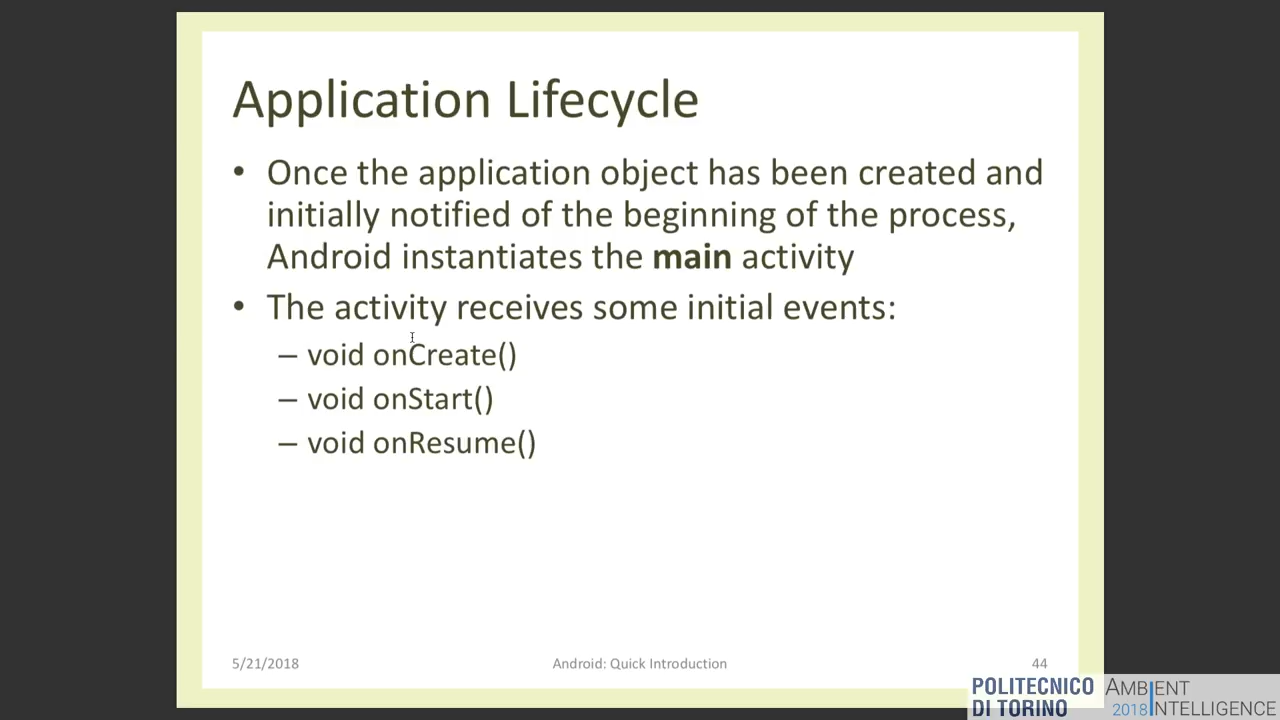 Application Lifecycle
• Once the application object has been created and
initially notified of the beginning of the process,
Android instantiates the main activity
• The activity receives some initial events:
– void onCreate()
– void onStart()
– void onResume()
5/21/2018
Android: Quick Introduction
44
POLITECNICO
DI TORINO
AMBIENT
2018 INTELLIGENCE